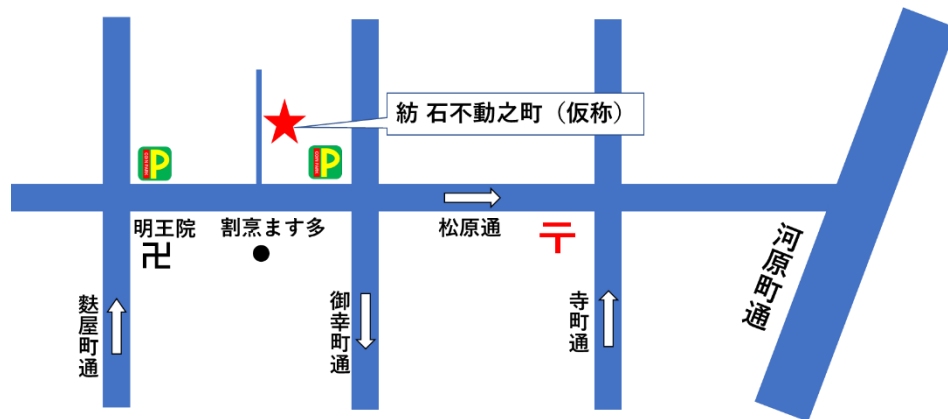 紡 石不動之町（仮称）
P
P
松原通
明王院
割烹ます多
麩屋町通
御幸町通
寺町通
河原町通